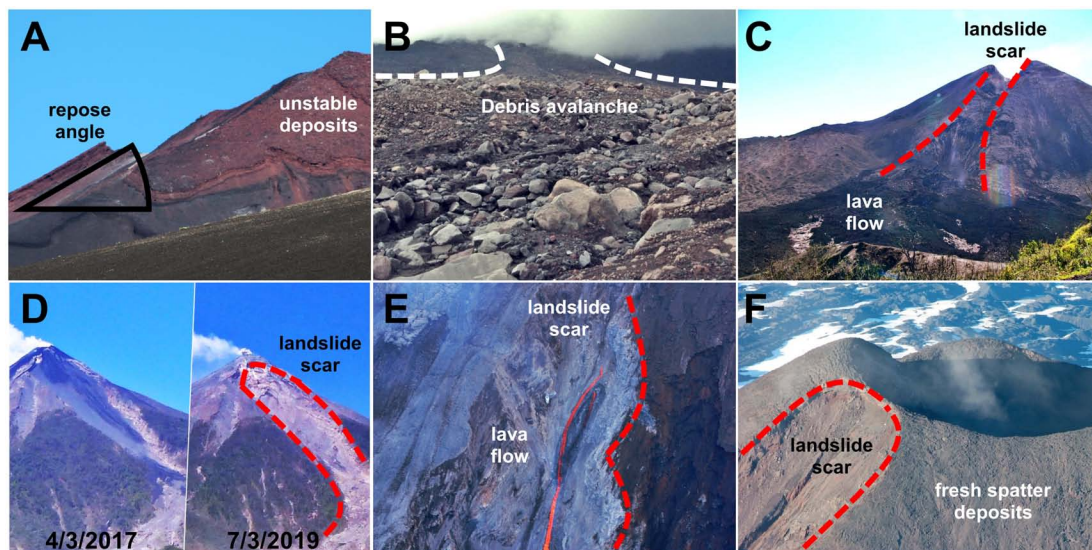 A
repose
angle
unstable
deposits
B
Debris avalanche
C
landslide
scar
lava
flow
D
landslide
scar
4/3/2017
7/3/2019
E
landslide
scar
lava
flow
F
landslide
scar
fresh spatter
deposits